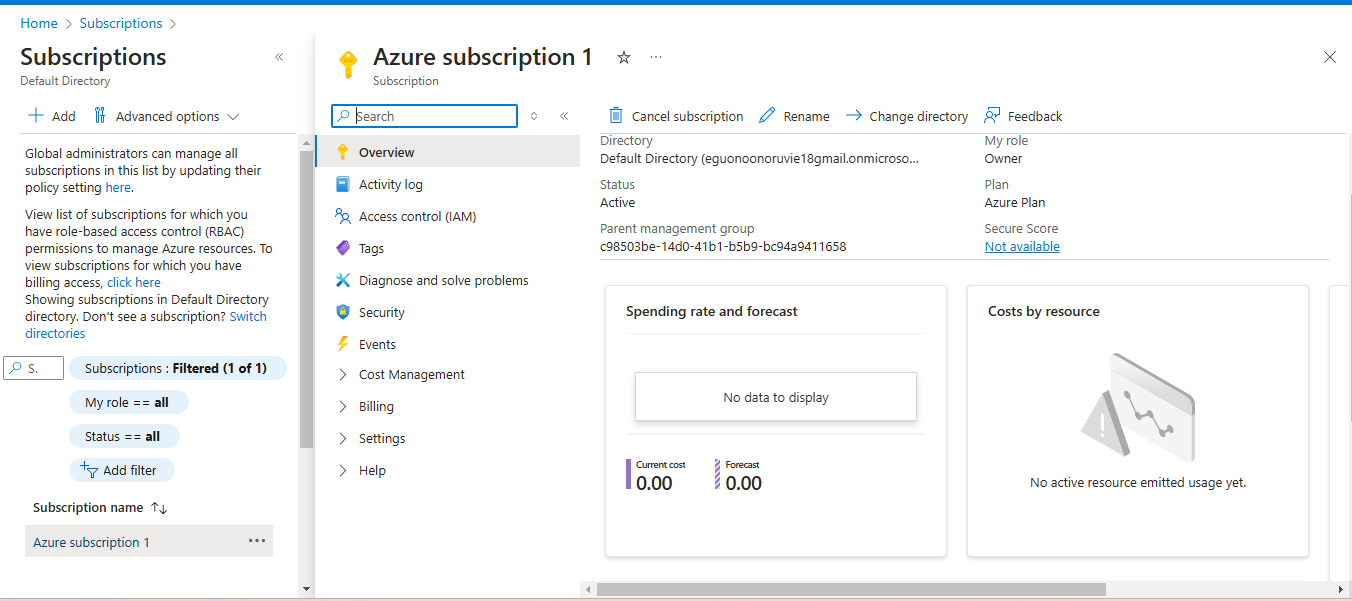 Home > Subscriptions >
Subscriptions
Default Directory
Add
Advanced options
Global administrators can manage all
subscriptions in this list by updating their
policy setting here.
View list of subscriptions for which you
have role-based access control (RBAC)
permissions to manage Azure resources. To
view subscriptions for which you have
billing access, click here
Showing subscriptions in Default Directory
directory. Don't see a subscription? Switch
directories
S.
Subscriptions : Filtered (1 of 1)
My role == all
Status == all
Add filter
Subscription name
Azure subscription 1
Azure subscription 1
Subscription
Search
Overview
Activity log
Access control (IAM)
Tags
Diagnose and solve problems
Security
Events
Cost Management
Billing
Settings
Help
Cancel subscription
Rename
Change directory
Feedback
Directory
Default Directory (eguonoonoruvie18gmail.onmicroso...
Status
Active
Parent management group
c98503be-14d0-41b1-b5b9-bc94a9411658
My role
Owner
Plan
Azure Plan
Secure Score
Not available
Spending rate and forecast
No data to display
Current cost
0.00
Forecast
0.00
Costs by resource
No active resource emitted usage yet.